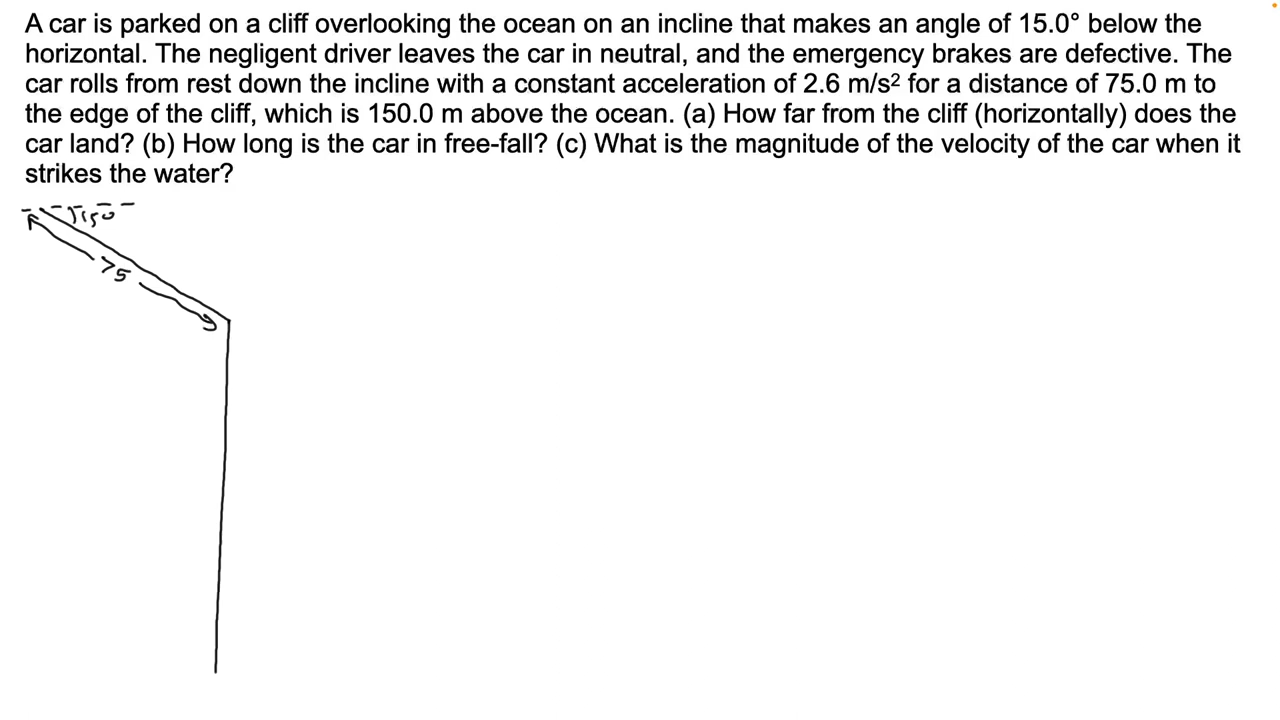 A car is parked on a cliff overlooking the ocean on an incline that makes an angle of 15.0° below the
horizontal. The negligent driver leaves the car in neutral, and the emergency brakes are defective. The
car rolls from rest down the incline with a constant acceleration of 2.6 m/s² for a distance of 75.0 m to
the edge of the cliff, which is 150.0 m above the ocean. (a) How far from the cliff (horizontally) does the
car land? (b) How long is the car in free-fall? (c) What is the magnitude of the velocity of the car when it
strikes the water?
15°
75